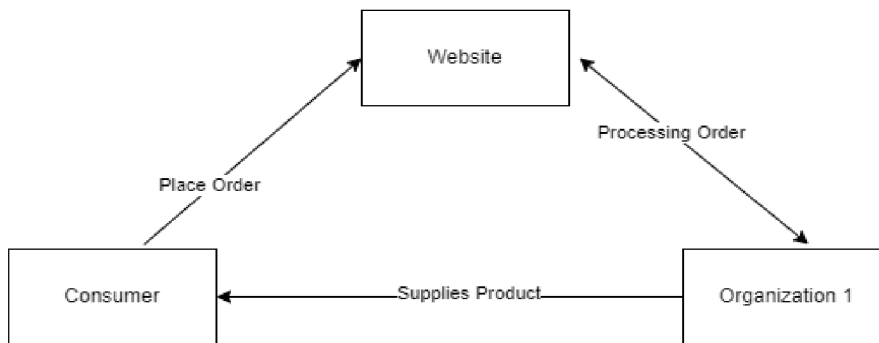 Website
Processing Order
Place Order
Consumer
Supplies Product
Organization 1